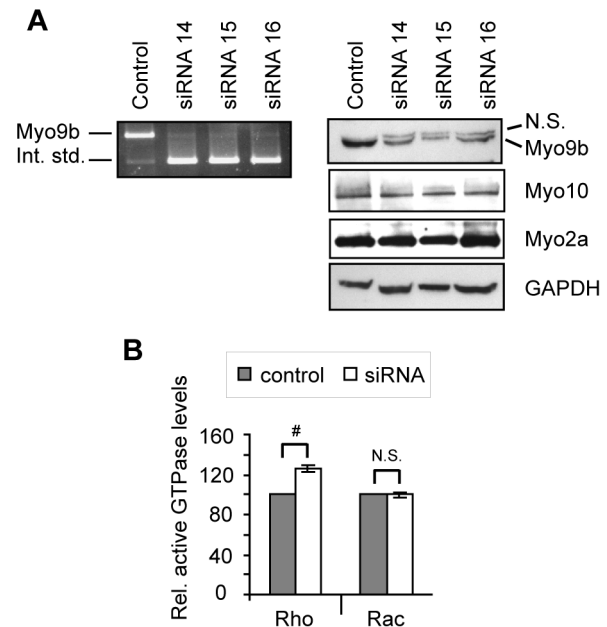 A
Control
siRNA 14
siRNA 15
siRNA 16
Myo9b
Int. std.
Control
siRNA 14
siRNA 15
siRNA 16
N.S.
Myo9b
Myo10
Myo2a
GAPDH
B
control
siRNA
Rel. active GTPase levels
160
120
80
40
0
#
N.S.
Rho
Rac